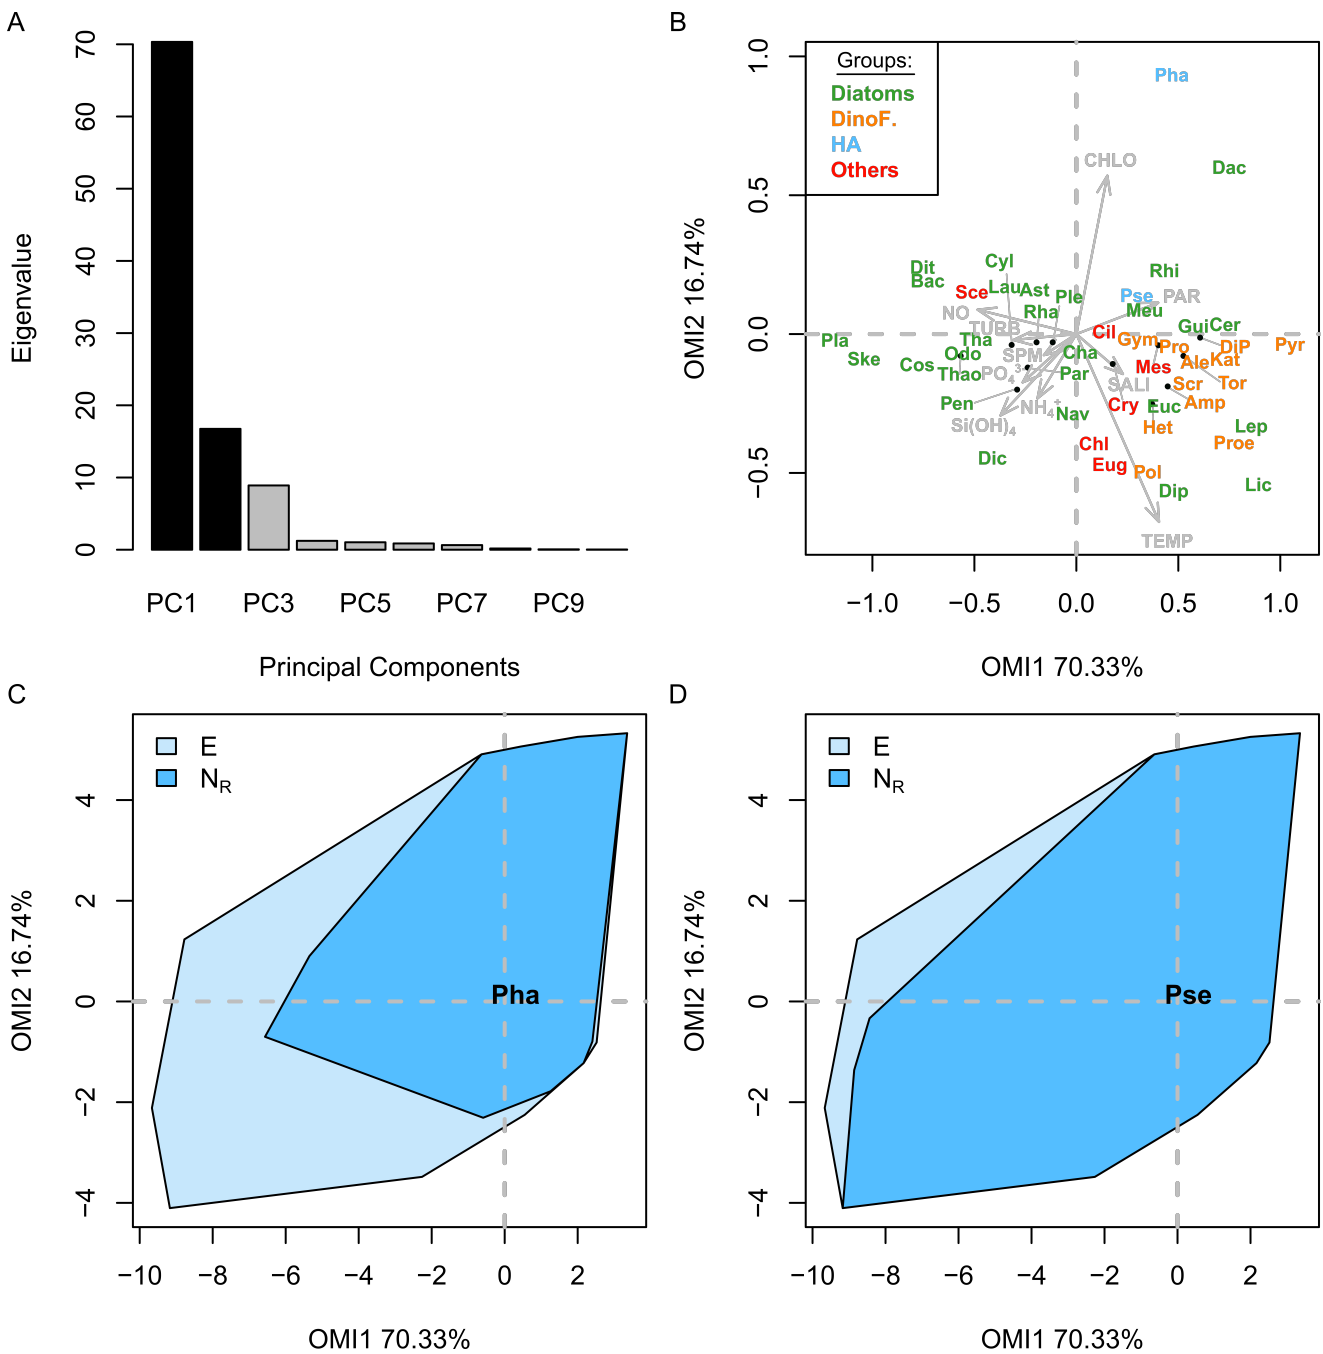 A
70
60
50
40
30
20
10
0
Eigenvalue
PC1 PC3 PC5 PC7 PC9
Principal Components
B
Groups:
Diatoms
DinoF.
HA
Others
1.0
0.5
0.0
−0.5
OMI2 16.74%
Pha
CHLO
Dac
Dit
Bac
Cyl
Sce
Lau
Ast
Ple
Rhi
Pse
PAR
NO
Rha
Meu
TURB
Cil
Gui
Cer
Pla
Tha
Gym
Pro
DiP
Pyr
Ske
Odo
SPM
Cha
Ale
Kat
Cos
Thao
PO₄³⁻
Par
Mes
SALI
Scr
Tor
Pen
NH₄⁺
Nav
Cry
Euc
Amp
Si(OH)₄
Het
Lep
Chl
Proe
Dic
Eug
Pol
Dip
Lic
TEMP
−1.0 −0.5 0.0 0.5 1.0
OMI1 70.33%
C
E
N_R
4
2
0
−2
−4
OMI2 16.74%
Pha
−10 −8 −6 −4 −2 0 2
OMI1 70.33%
D
E
N_R
4
2
0
−2
−4
OMI2 16.74%
Pse
−10 −8 −6 −4 −2 0 2
OMI1 70.33%